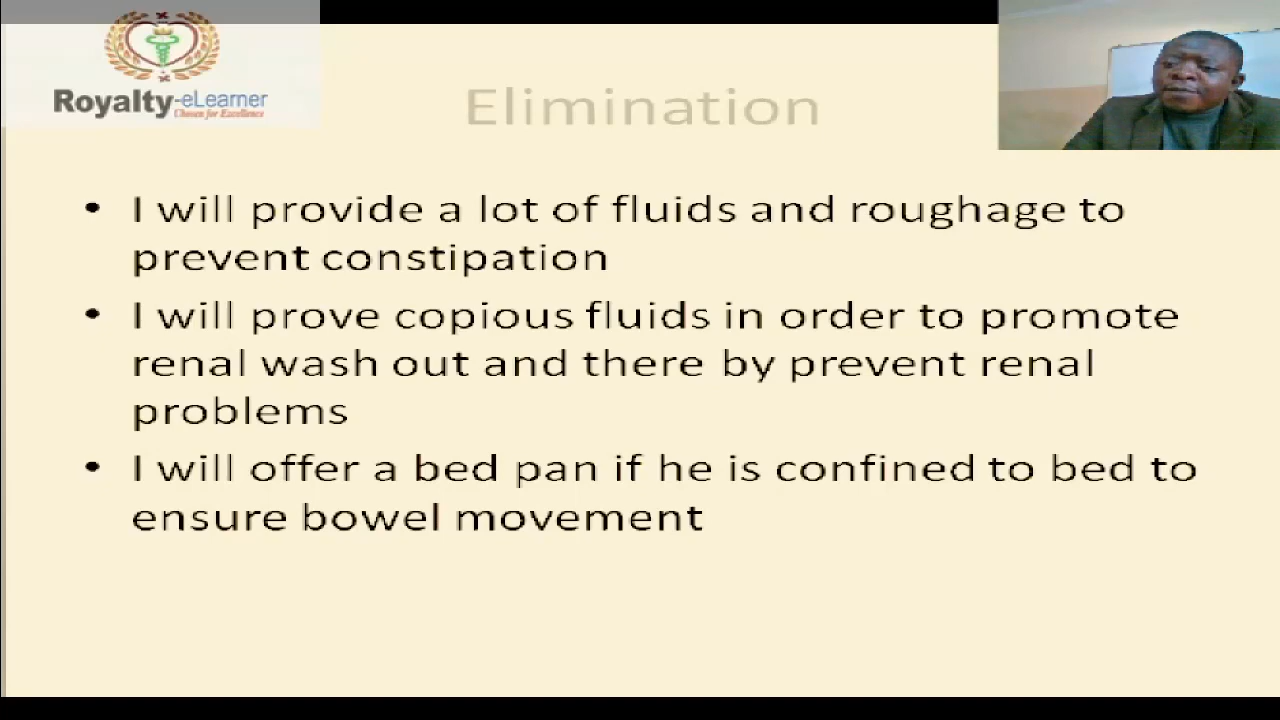 Royalty-eLearner
Chosen for Excellence
Elimination
• I will provide a lot of fluids and roughage to
prevent constipation
• I will prove copious fluids in order to promote
renal wash out and there by prevent renal
problems
• I will offer a bed pan if he is confined to bed to
ensure bowel movement